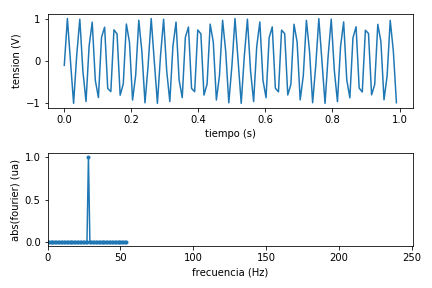 tension (V)
1
0
−1
0.0 0.2 0.4 0.6 0.8 1.0
tiempo (s)
abs(fourier) (ua)
1.0
0.5
0.0
0 50 100 150 200 250
frecuencia (Hz)